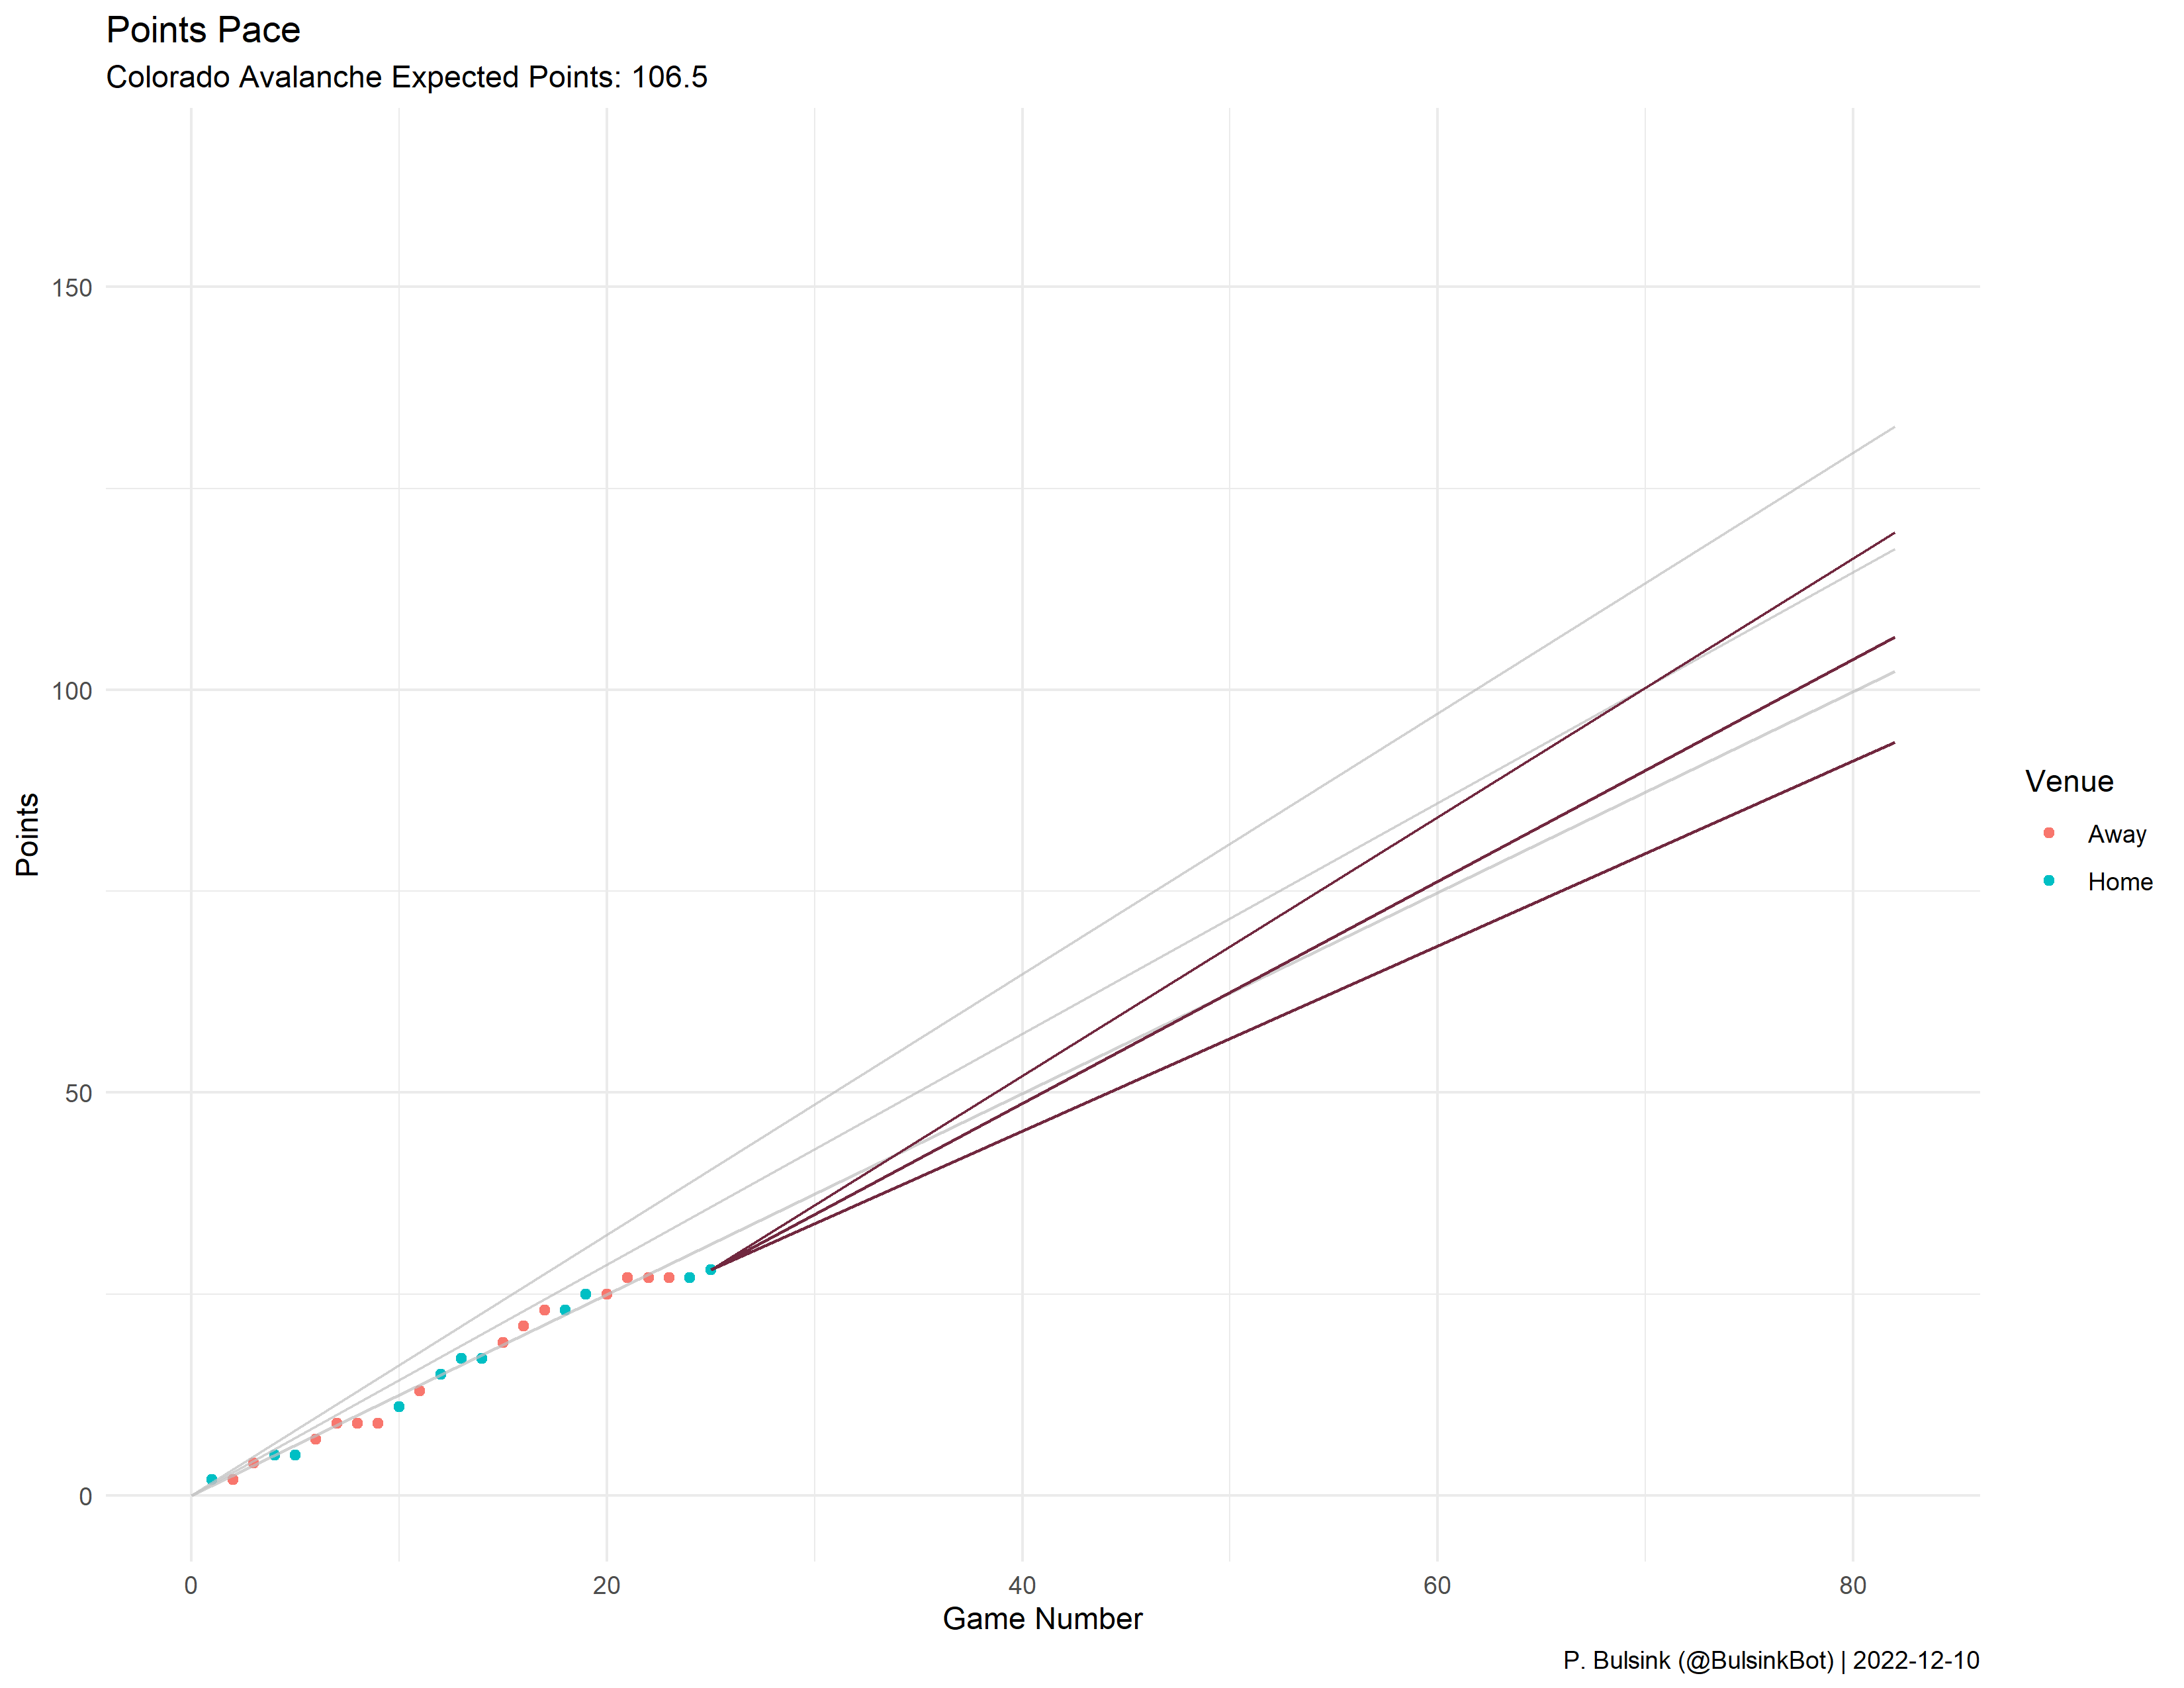 Points Pace
Colorado Avalanche Expected Points: 106.5
150
100
50
0
Points
0 20 40 60 80
Game Number
Venue
Away
Home
P. Bulsink (@BulsinkBot) | 2022-12-10